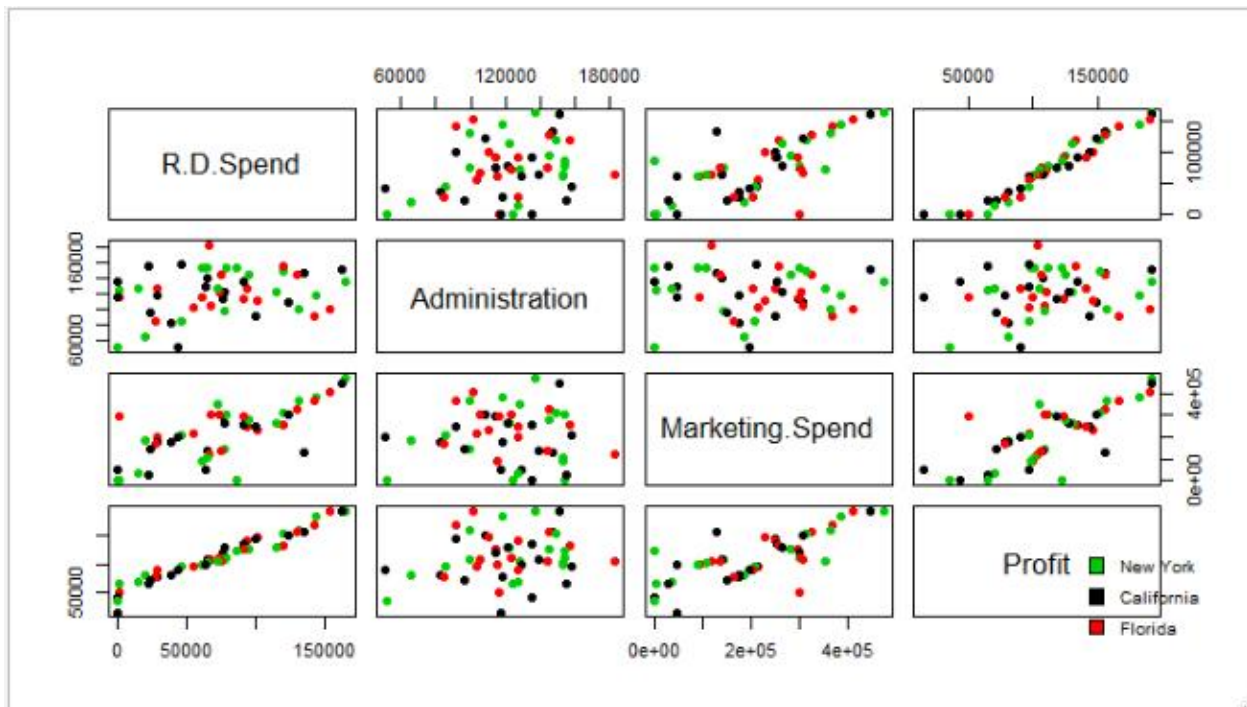 60000 120000 180000
50000 150000
R.D.Spend
0 100000
60000 160000
Administration
Marketing.Spend
0e+00 4e+05
50000
Profit
New York
California
Florida
0 50000 150000
0e+00 2e+05 4e+05